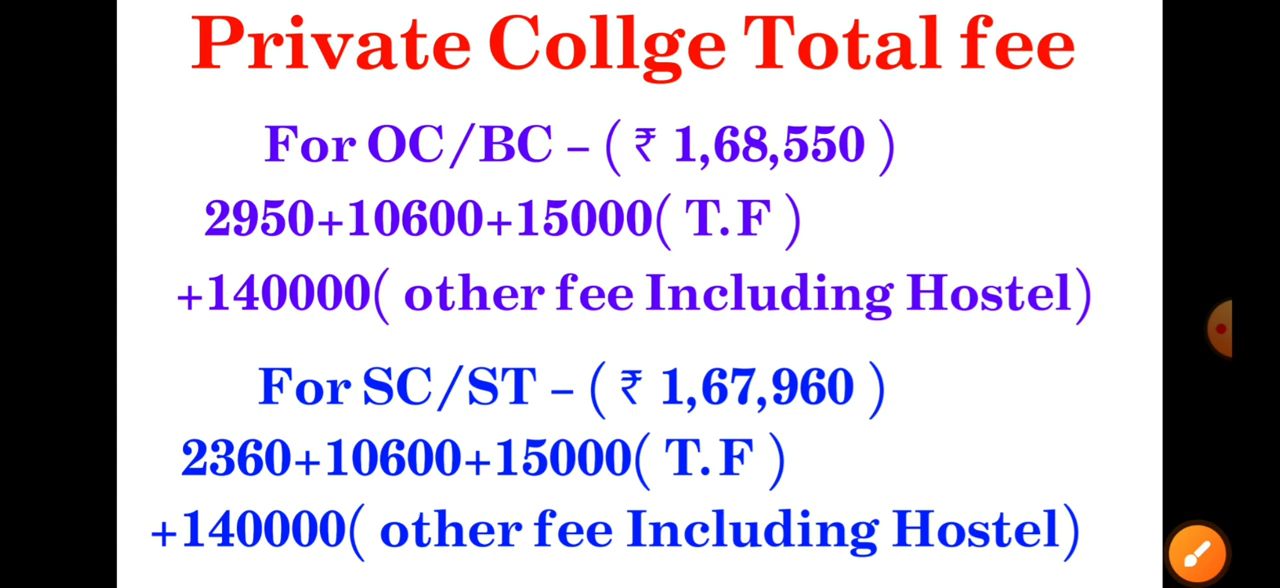 Private Collge Total fee
For OC/BC – ( ₹ 1,68,550 )
2950+10600+15000( T.F )
+140000( other fee Including Hostel)
For SC/ST – ( ₹ 1,67,960 )
2360+10600+15000( T.F )
+140000( other fee Including Hostel)